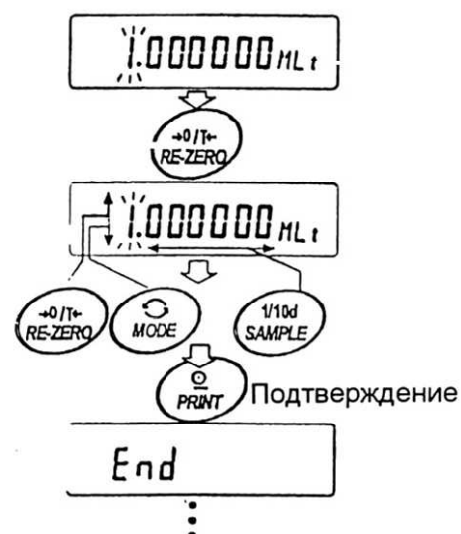 1.000000 MLt
→0/T←
RE-ZERO
1.000000 MLt
→0/T←
RE-ZERO
MODE
1/10d
SAMPLE
PRINT
Подтверждение
End